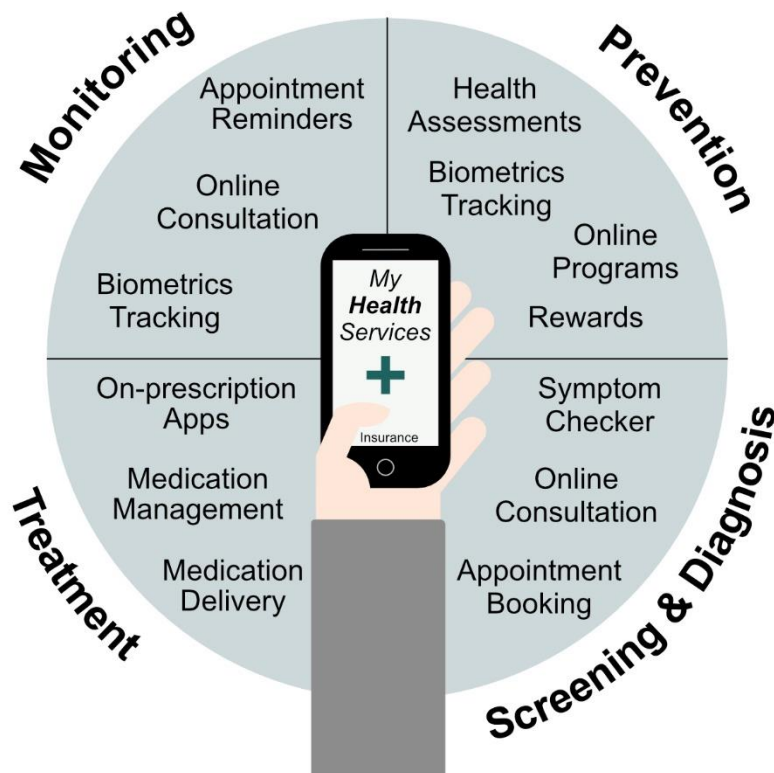 Monitoring
Appointment
Reminders
Online
Consultation
Biometrics
Tracking
Prevention
Health
Assessments
Biometrics
Tracking
Online
Programs
Rewards
My
Health
Services
Insurance
Treatment
On-prescription
Apps
Medication
Management
Medication
Delivery
Screening & Diagnosis
Symptom
Checker
Online
Consultation
Appointment
Booking